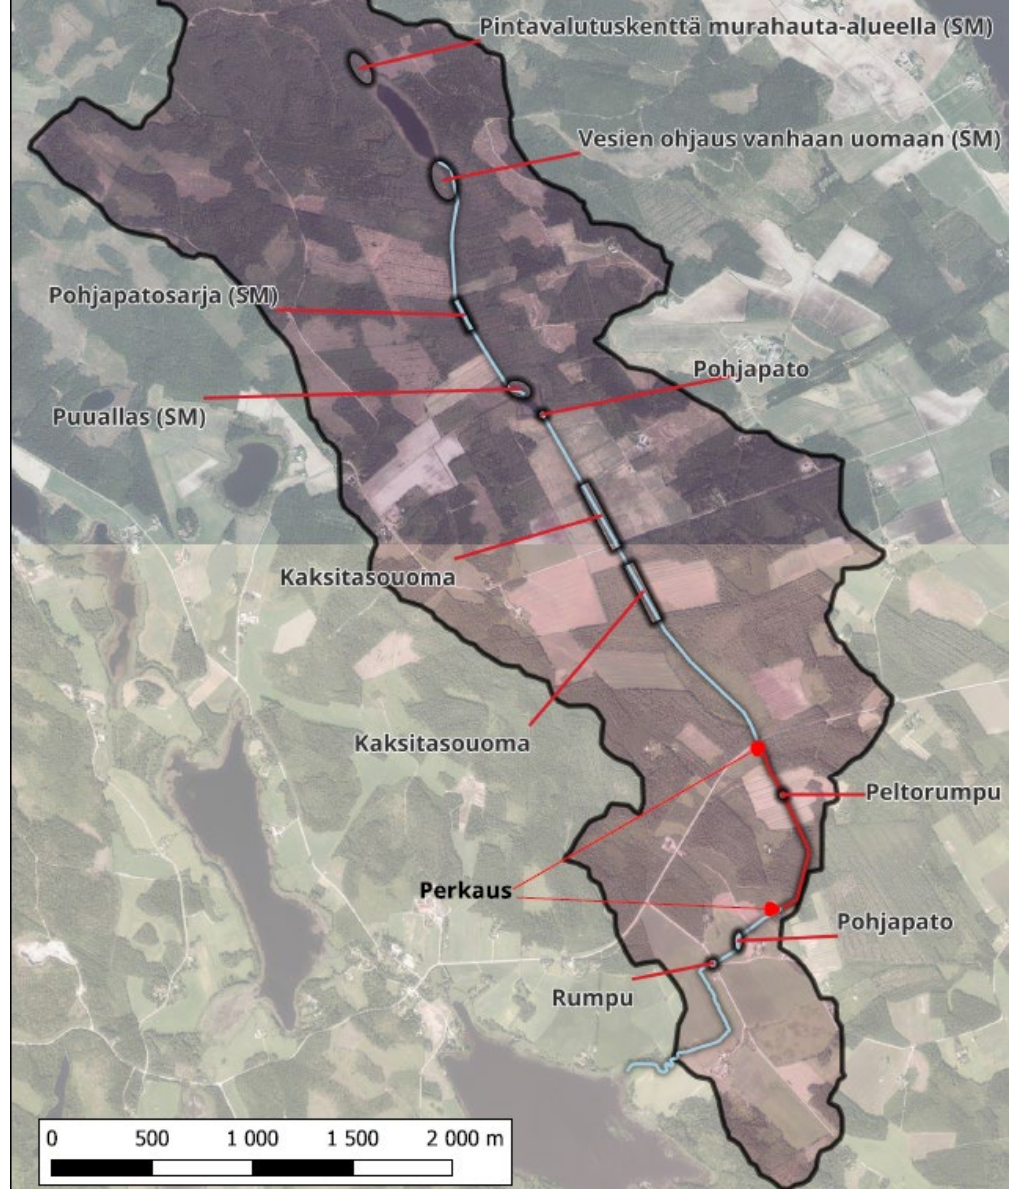 Pintavalutuskenttä murahauta-alueella (SM)
Vesien ohjaus vanhaan uomaan (SM)
Pohjapatosarja (SM)
Pohjapato
Puuallas (SM)
Kaksitasouoma
Kaksitasouoma
Peltorumpu
Perkaus
Pohjapato
Rumpu
0 500 1 000 1 500 2 000 m